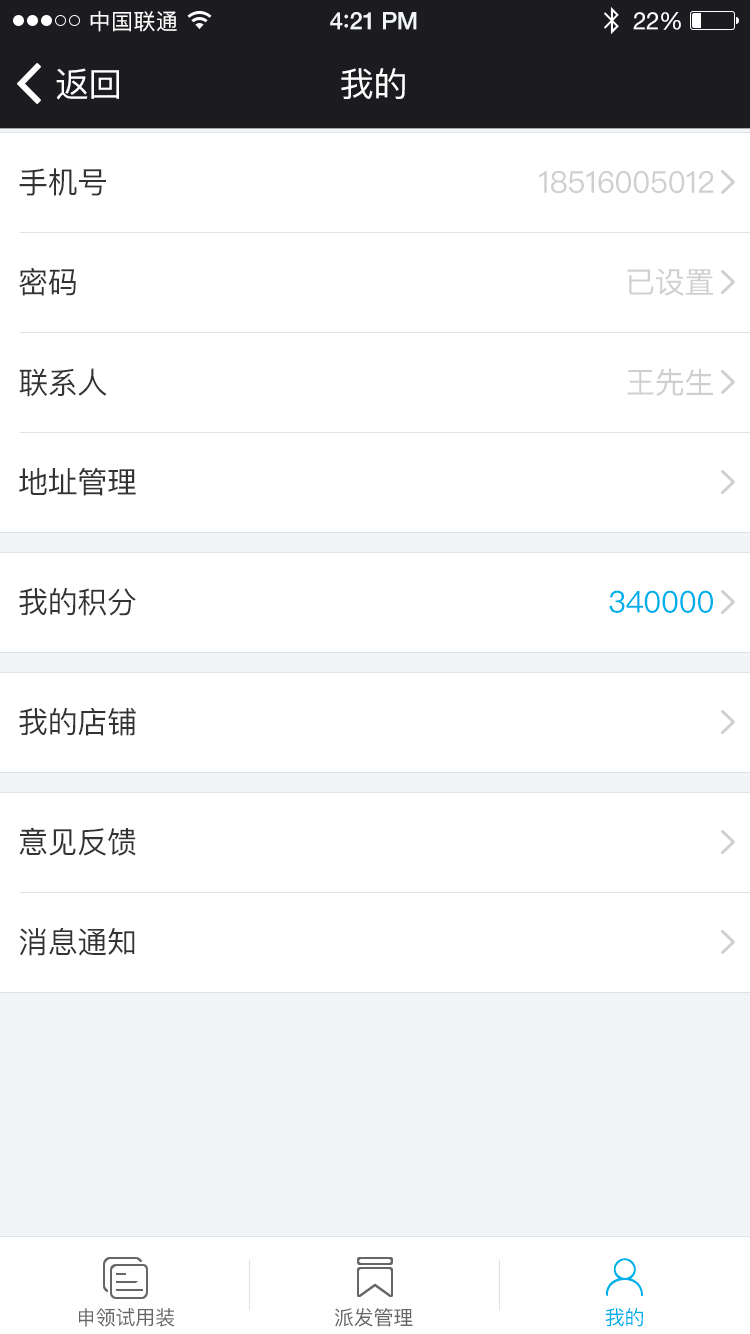 中国联通 4:21 PM 22%
返回 我的
手机号 18516005012
密码 已设置
联系人 王先生
地址管理
我的积分 340000
我的店铺
意见反馈
消息通知
申领试用装 派发管理 我的